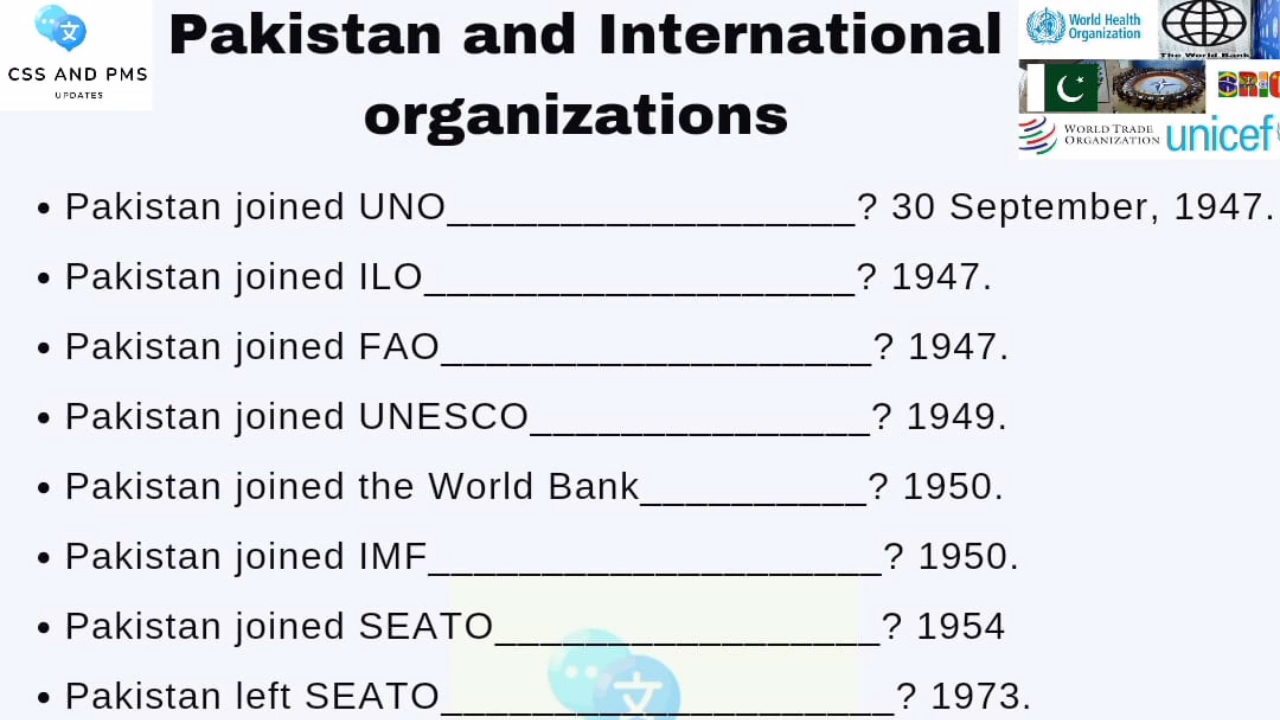 CSS AND PMS
UPDATES
Pakistan and International
organizations
World Health
Organization
The World Bank
WORLD TRADE
ORGANIZATION
unicef
• Pakistan joined UNO__________________? 30 September, 1947.
• Pakistan joined ILO___________________? 1947.
• Pakistan joined FAO___________________? 1947.
• Pakistan joined UNESCO_______________? 1949.
• Pakistan joined the World Bank__________? 1950.
• Pakistan joined IMF____________________? 1950.
• Pakistan joined SEATO_________________? 1954
• Pakistan left SEATO____________________? 1973.
文